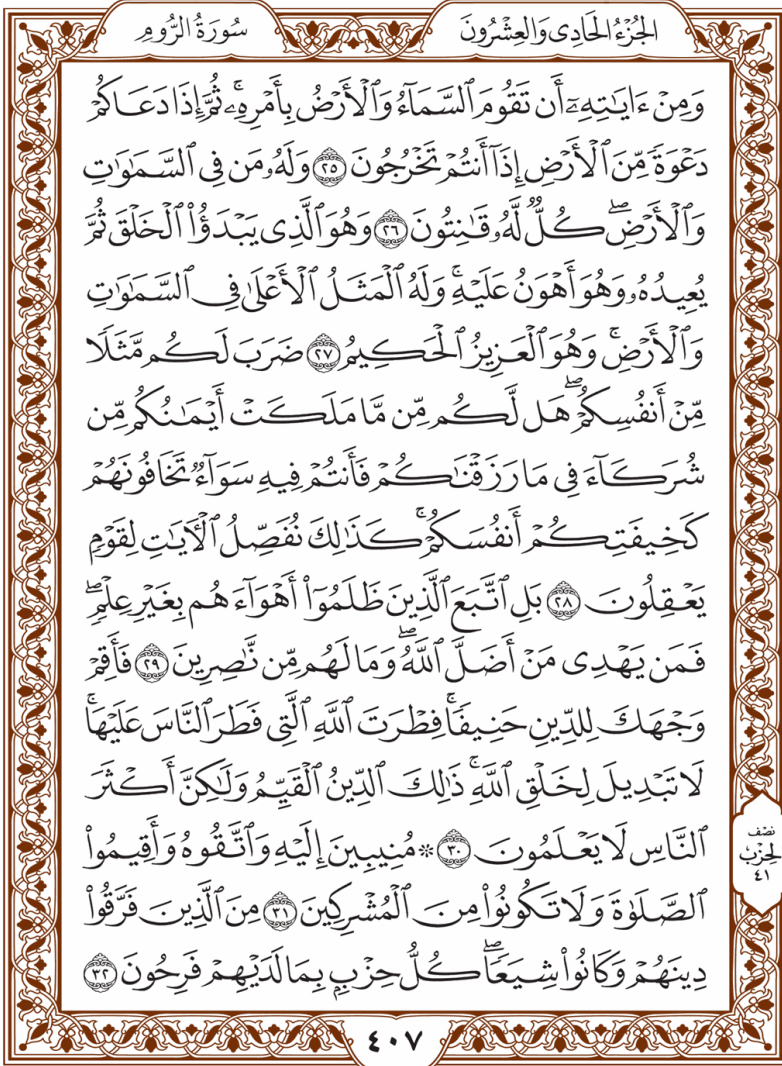 الجُزْءُ الحَادِي وَالعِشْرُونَ
سُورَةُ الرُّومِ
وَمِنْ ءَايَٰتِهِۦٓ أَن تَقُومَ ٱلسَّمَآءُ وَٱلْأَرْضُ بِأَمْرِهِۦۚ ثُمَّ إِذَا دَعَاكُمْ
دَعْوَةً مِّنَ ٱلْأَرْضِ إِذَآ أَنتُمْ تَخْرُجُونَ ٢٥ وَلَهُۥ مَن فِى ٱلسَّمَٰوَٰتِ
وَٱلْأَرْضِۖ كُلٌّ لَّهُۥ قَٰنِتُونَ ٢٦ وَهُوَ ٱلَّذِى يَبْدَؤُا۟ ٱلْخَلْقَ ثُمَّ
يُعِيدُهُۥ وَهُوَ أَهْوَنُ عَلَيْهِۚ وَلَهُ ٱلْمَثَلُ ٱلْأَعْلَىٰ فِى ٱلسَّمَٰوَٰتِ
وَٱلْأَرْضِۚ وَهُوَ ٱلْعَزِيزُ ٱلْحَكِيمُ ٢٧ ضَرَبَ لَكُم مَّثَلًا
مِّنْ أَنفُسِكُمْۖ هَل لَّكُم مِّن مَّا مَلَكَتْ أَيْمَٰنُكُم مِّن
شُرَكَآءَ فِى مَا رَزَقْنَٰكُمْ فَأَنتُمْ فِيهِ سَوَآءٌ تَخَافُونَهُمْ
كَخِيفَتِكُمْ أَنفُسَكُمْۚ كَذَٰلِكَ نُفَصِّلُ ٱلْءَايَٰتِ لِقَوْمٍ
يَعْقِلُونَ ٢٨ بَلِ ٱتَّبَعَ ٱلَّذِينَ ظَلَمُوٓا۟ أَهْوَآءَهُم بِغَيْرِ عِلْمٍۖ
فَمَن يَهْدِى مَنْ أَضَلَّ ٱللَّهُۖ وَمَا لَهُم مِّن نَّٰصِرِينَ ٢٩ فَأَقِمْ
وَجْهَكَ لِلدِّينِ حَنِيفًاۚ فِطْرَتَ ٱللَّهِ ٱلَّتِى فَطَرَ ٱلنَّاسَ عَلَيْهَاۚ
لَا تَبْدِيلَ لِخَلْقِ ٱللَّهِۚ ذَٰلِكَ ٱلدِّينُ ٱلْقَيِّمُ وَلَٰكِنَّ أَكْثَرَ
ٱلنَّاسِ لَا يَعْلَمُونَ ٣٠ ۞ مُنِيبِينَ إِلَيْهِ وَٱتَّقُوهُ وَأَقِيمُوا۟
ٱلصَّلَوٰةَ وَلَا تَكُونُوا۟ مِنَ ٱلْمُشْرِكِينَ ٣١ مِنَ ٱلَّذِينَ فَرَّقُوا۟
دِينَهُمْ وَكَانُوا۟ شِيَعًاۖ كُلُّ حِزْبٍۭ بِمَا لَدَيْهِمْ فَرِحُونَ ٣٢
نصْف
الحِزْب
٤١
٤٠٧